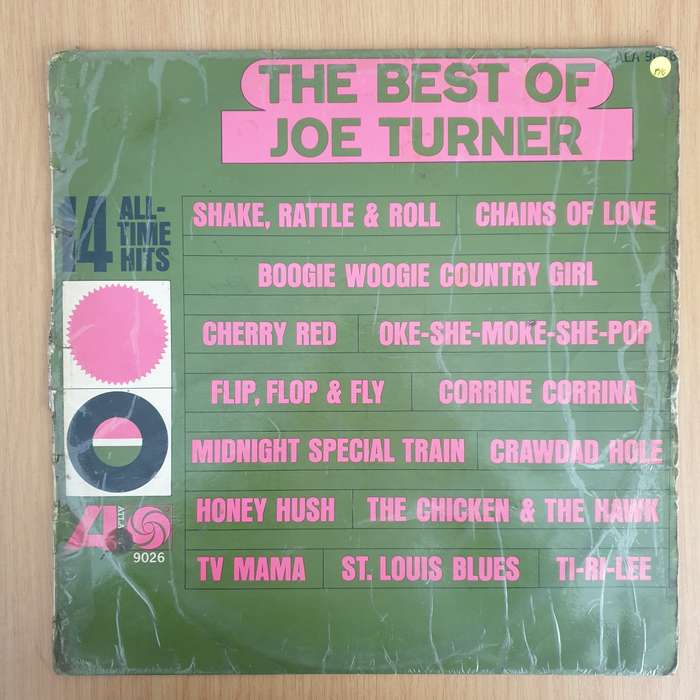 ALA 9026
THE BEST OF
JOE TURNER
14 ALL-
TIME
HITS
SHAKE, RATTLE & ROLL CHAINS OF LOVE
BOOGIE WOOGIE COUNTRY GIRL
CHERRY RED OKE-SHE-MOKE-SHE-POP
FLIP, FLOP & FLY CORRINE CORRINA
MIDNIGHT SPECIAL TRAIN CRAWDAD HOLE
HONEY HUSH THE CHICKEN & THE HAWK
TV MAMA ST. LOUIS BLUES TI-RI-LEE
9026